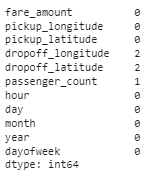 fare_amount 0
pickup_longitude 0
pickup_latitude 0
dropoff_longitude 2
dropoff_latitude 2
passenger_count 1
hour 0
day 0
month 0
year 0
dayofweek 0
dtype: int64